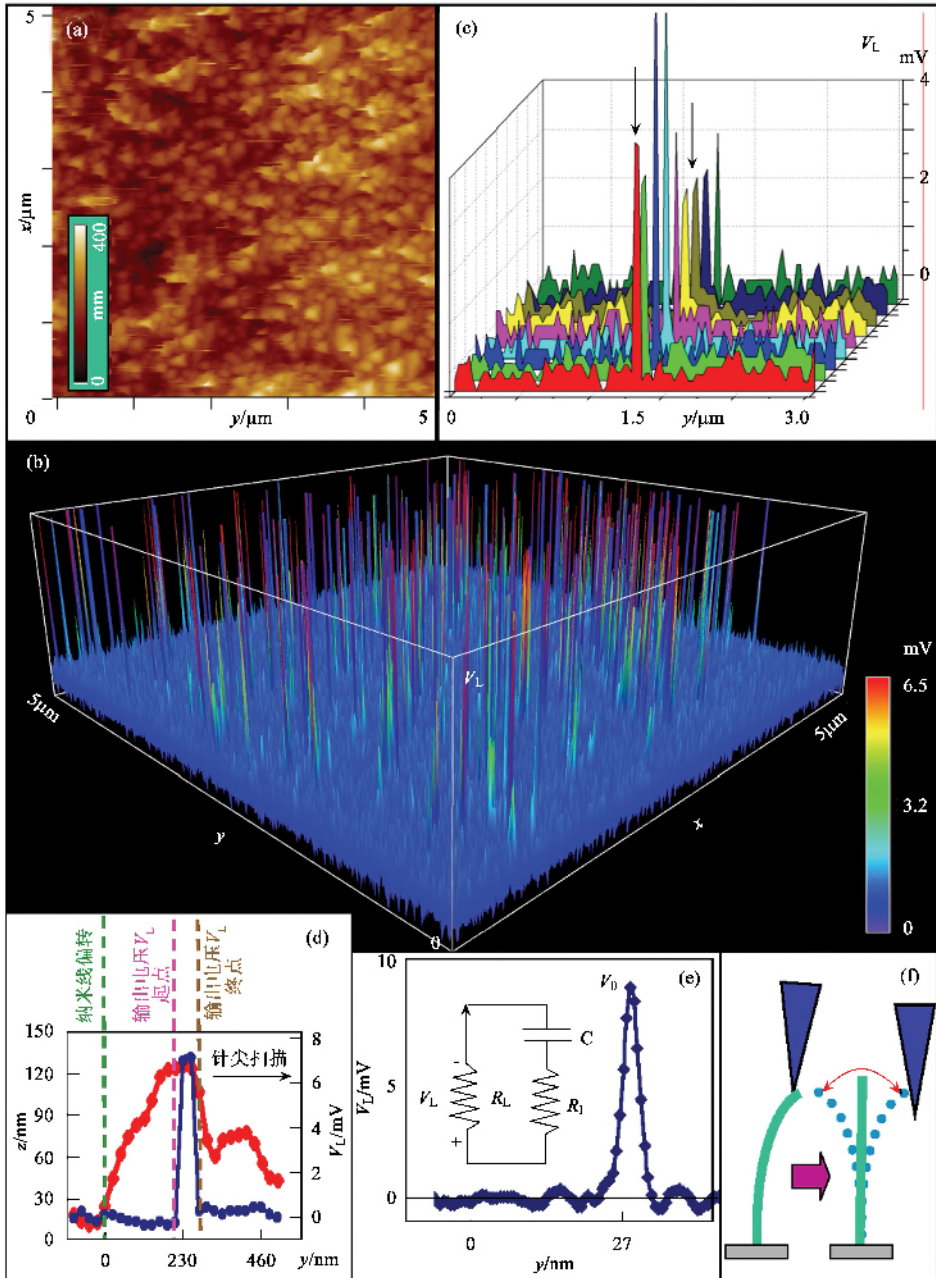 (a)
5
x/μm
400
mm
0
0
y/μm
5
(c)
V_L
mV
4
2
0
0
1.5
y/μm
3.0
(b)
V_L
5μm
5μm
y
x
0
mV
6.5
3.2
0
(d)
纳米线偏转
输出电压V_L
起点
输出电压V_L
终点
针尖扫描
150
120
90
60
30
0
z/nm
8
6
4
2
0
V_L/mV
0
230
460
y/nm
(e)
10
5
0
V_L/mV
V_0
C
-
V_L
+
R_L
R_I
0
27
y/nm
(f)